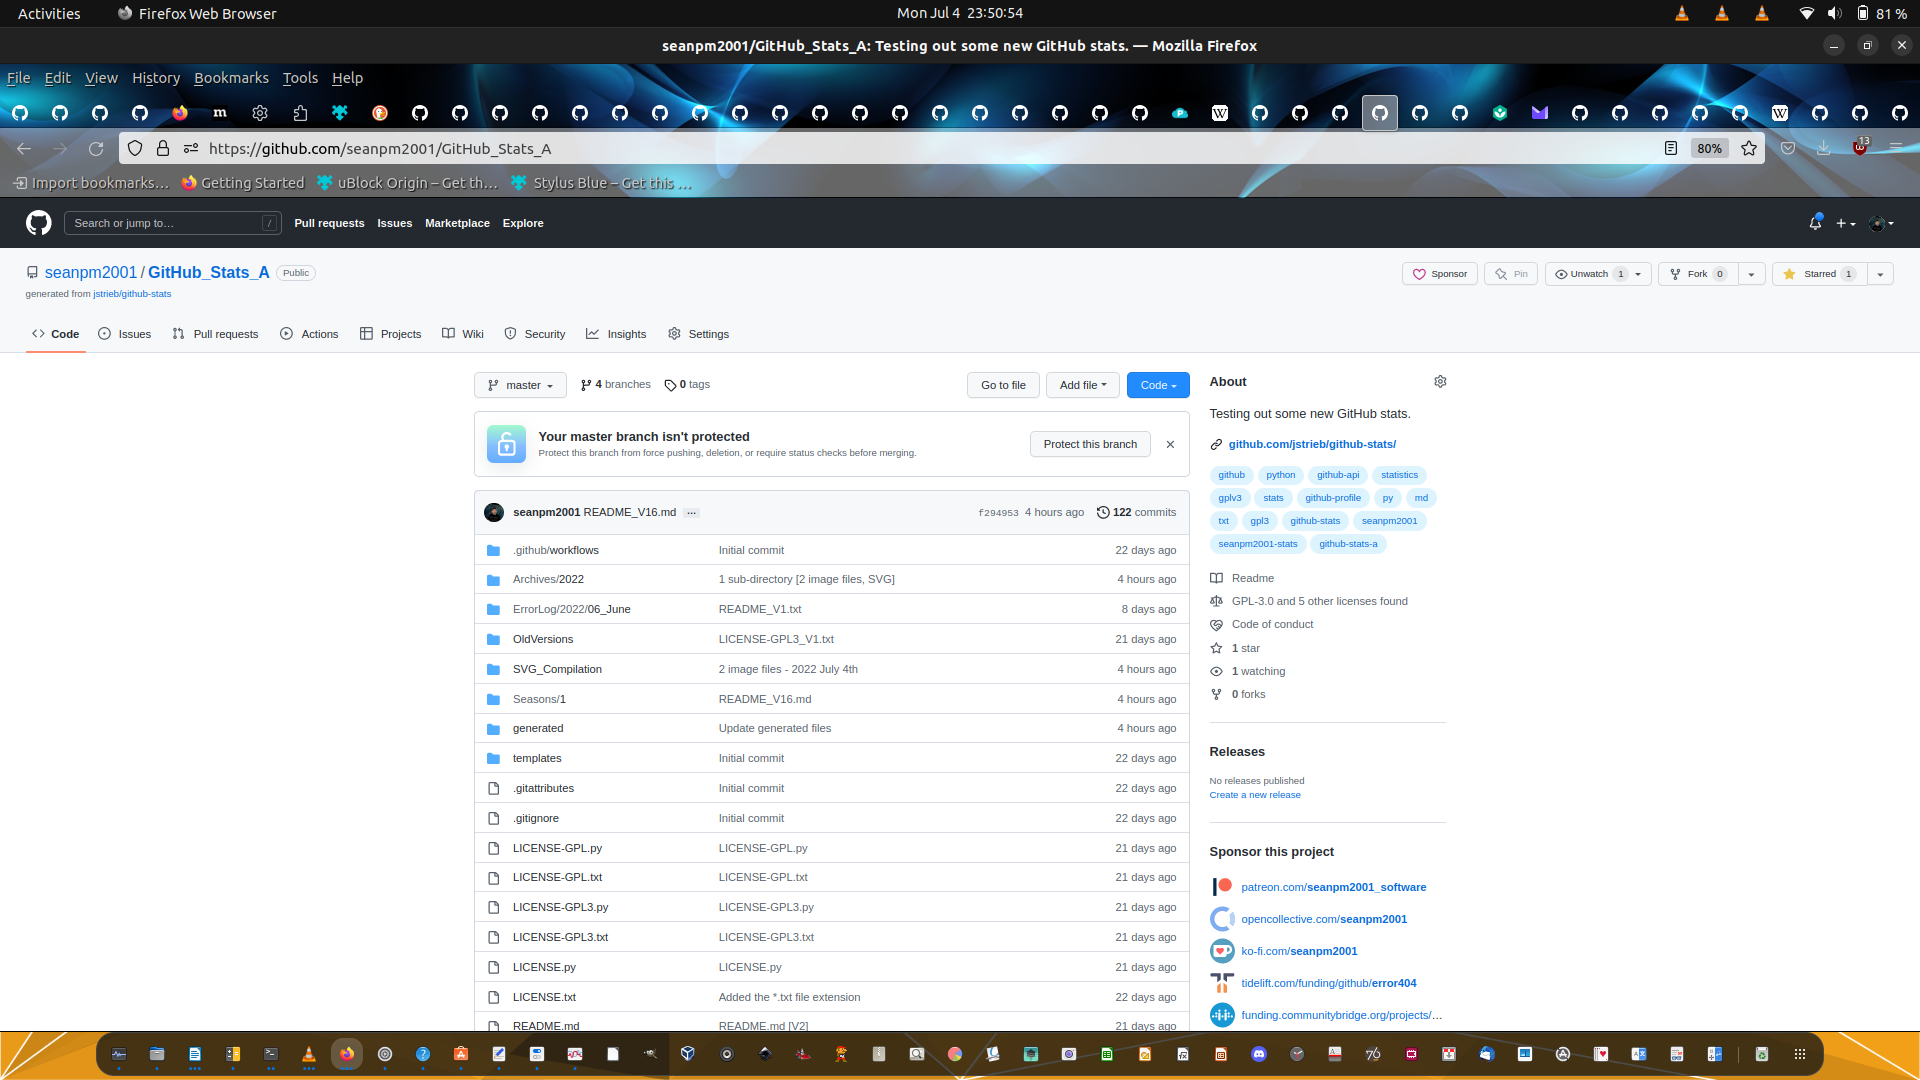 Activities Firefox Web Browser Mon Jul 4 23:50:54 81 %
seanpm2001/GitHub_Stats_A: Testing out some new GitHub stats. — Mozilla Firefox
File Edit View History Bookmarks Tools Help
https://github.com/seanpm2001/GitHub_Stats_A 80% 13
Import bookmarks… Getting Started uBlock Origin – Get th… Stylus Blue – Get this …
Search or jump to… / Pull requests Issues Marketplace Explore
seanpm2001 / GitHub_Stats_A Public Sponsor Pin Unwatch 1 Fork 0 Starred 1
generated from jstrieb/github-stats
Code Issues Pull requests Actions Projects Wiki Security Insights Settings
master 4 branches 0 tags Go to file Add file Code
Your master branch isn't protected
Protect this branch from force pushing, deletion, or require status checks before merging.
Protect this branch
seanpm2001 README_V16.md ... f294953 4 hours ago 122 commits
.github/workflows Initial commit 22 days ago
Archives/2022 1 sub-directory [2 image files, SVG] 4 hours ago
ErrorLog/2022/06_June README_V1.txt 8 days ago
OldVersions LICENSE-GPL3_V1.txt 21 days ago
SVG_Compilation 2 image files - 2022 July 4th 4 hours ago
Seasons/1 README_V16.md 4 hours ago
generated Update generated files 4 hours ago
templates Initial commit 22 days ago
.gitattributes Initial commit 22 days ago
.gitignore Initial commit 22 days ago
LICENSE-GPL.py LICENSE-GPL.py 21 days ago
LICENSE-GPL.txt LICENSE-GPL.txt 21 days ago
LICENSE-GPL3.py LICENSE-GPL3.py 21 days ago
LICENSE-GPL3.txt LICENSE-GPL3.txt 21 days ago
LICENSE.py LICENSE.py 21 days ago
LICENSE.txt Added the *.txt file extension 22 days ago
README.md README.md [V2] 21 days ago
About
Testing out some new GitHub stats.
github.com/jstrieb/github-stats/
github python github-api statistics
gplv3 stats github-profile py md
txt gpl3 github-stats seanpm2001
seanpm2001-stats github-stats-a
Readme
GPL-3.0 and 5 other licenses found
Code of conduct
1 star
1 watching
0 forks
Releases
No releases published
Create a new release
Sponsor this project
patreon.com/seanpm2001_software
opencollective.com/seanpm2001
ko-fi.com/seanpm2001
tidelift.com/funding/github/error404
funding.communitybridge.org/projects/…